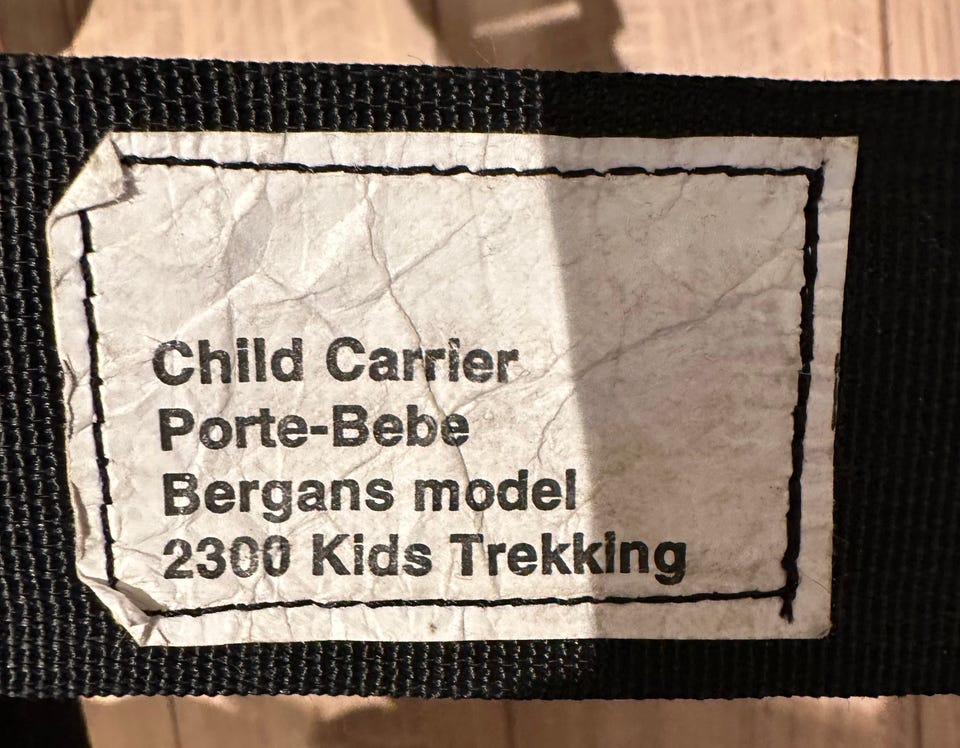 Child Carrier
Porte-Bebe
Bergans model
2300 Kids Trekking